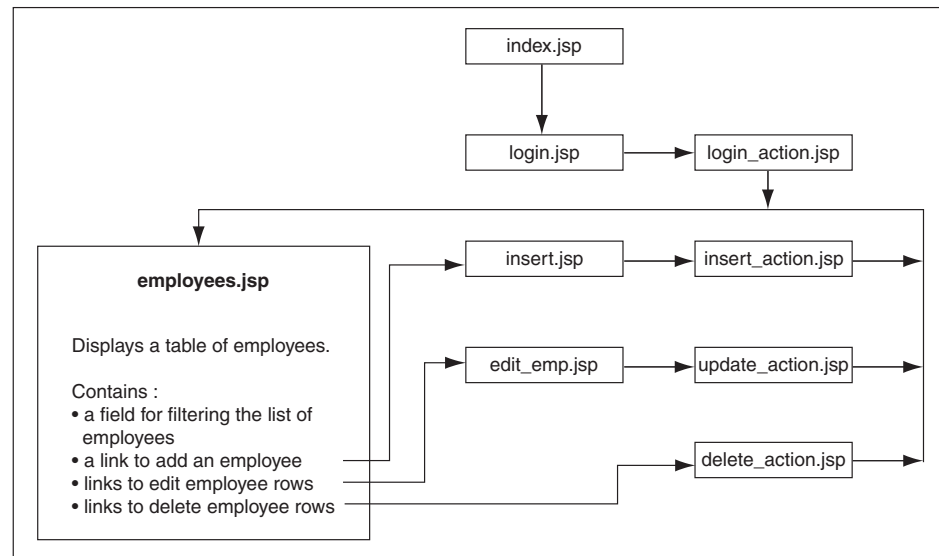 index.jsp
login.jsp
login_action.jsp
employees.jsp
Displays a table of employees.
Contains :
• a field for filtering the list of
employees
• a link to add an employee
• links to edit employee rows
• links to delete employee rows
insert.jsp
insert_action.jsp
edit_emp.jsp
update_action.jsp
delete_action.jsp